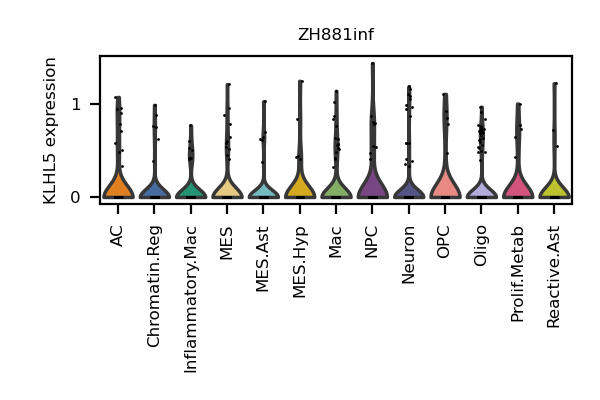 ZH881inf
KLHL5 expression
1
0
AC
Chromatin.Reg
Inflammatory.Mac
MES
MES.Ast
MES.Hyp
Mac
NPC
Neuron
OPC
Oligo
Prolif.Metab
Reactive.Ast